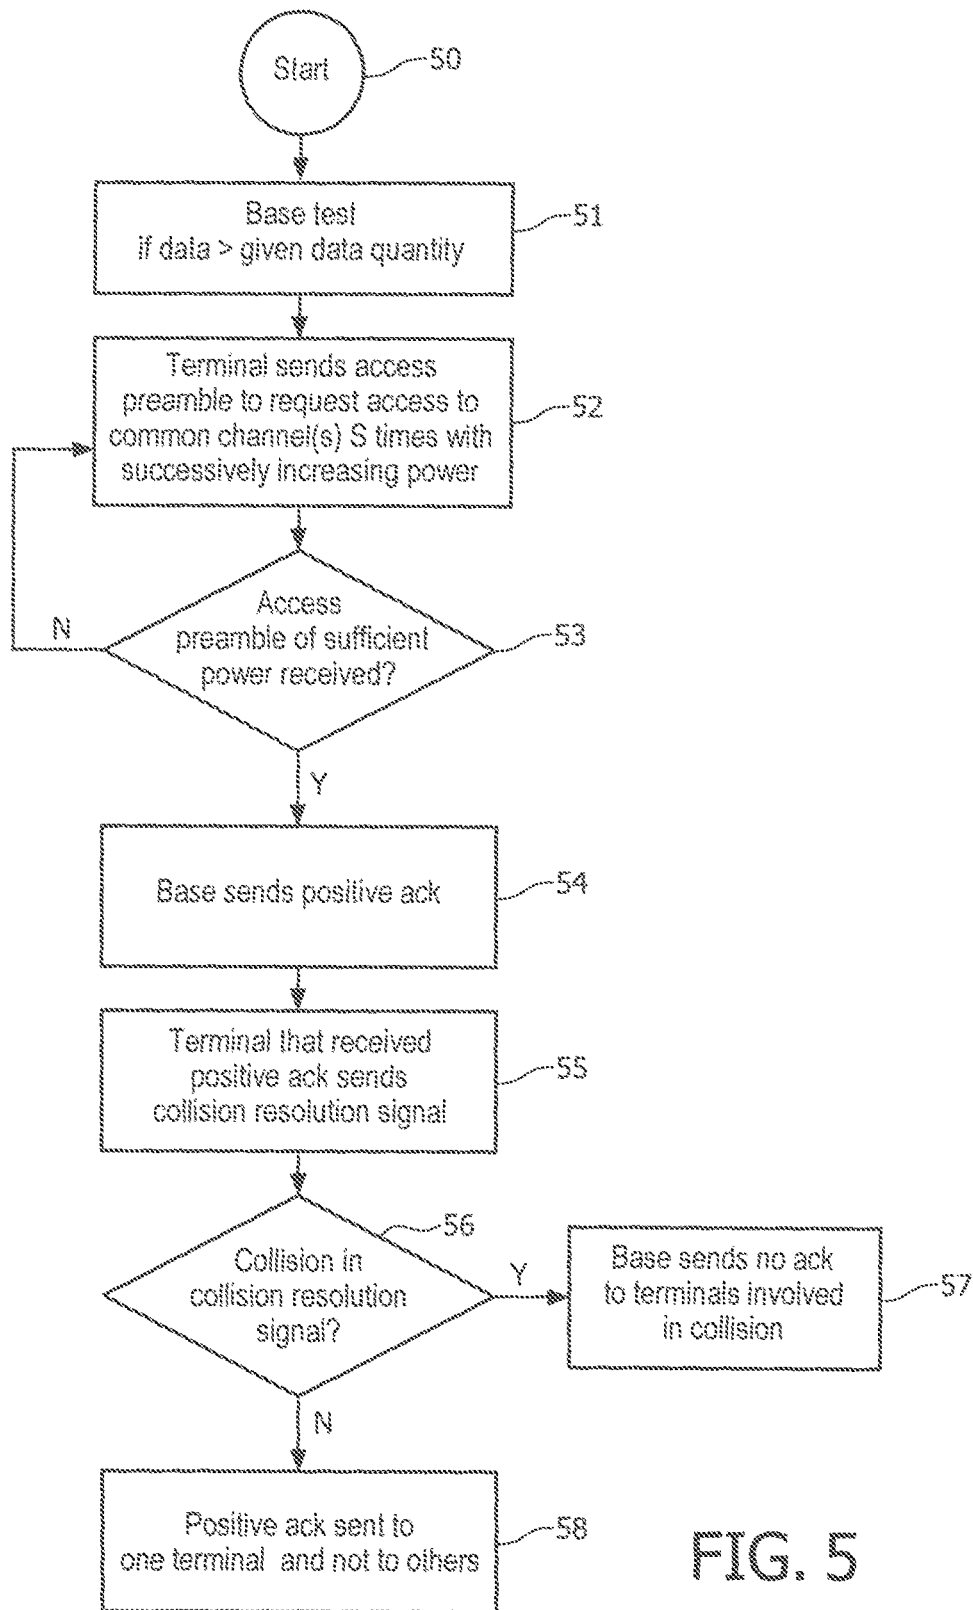 Start
50
Base test
if data > given data quantity
51
Terminal sends access
preamble to request access to
common channel(s) S times with
successively increasing power
52
Access
preamble of sufficient
power received?
53
N
Y
Base sends positive ack
54
Terminal that received
positive ack sends
collision resolution signal
55
56
Collision in
collision resolution
signal?
Y
Base sends no ack
to terminals involved
in collision
57
N
Positive ack sent to
one terminal and not to others
58
FIG. 5